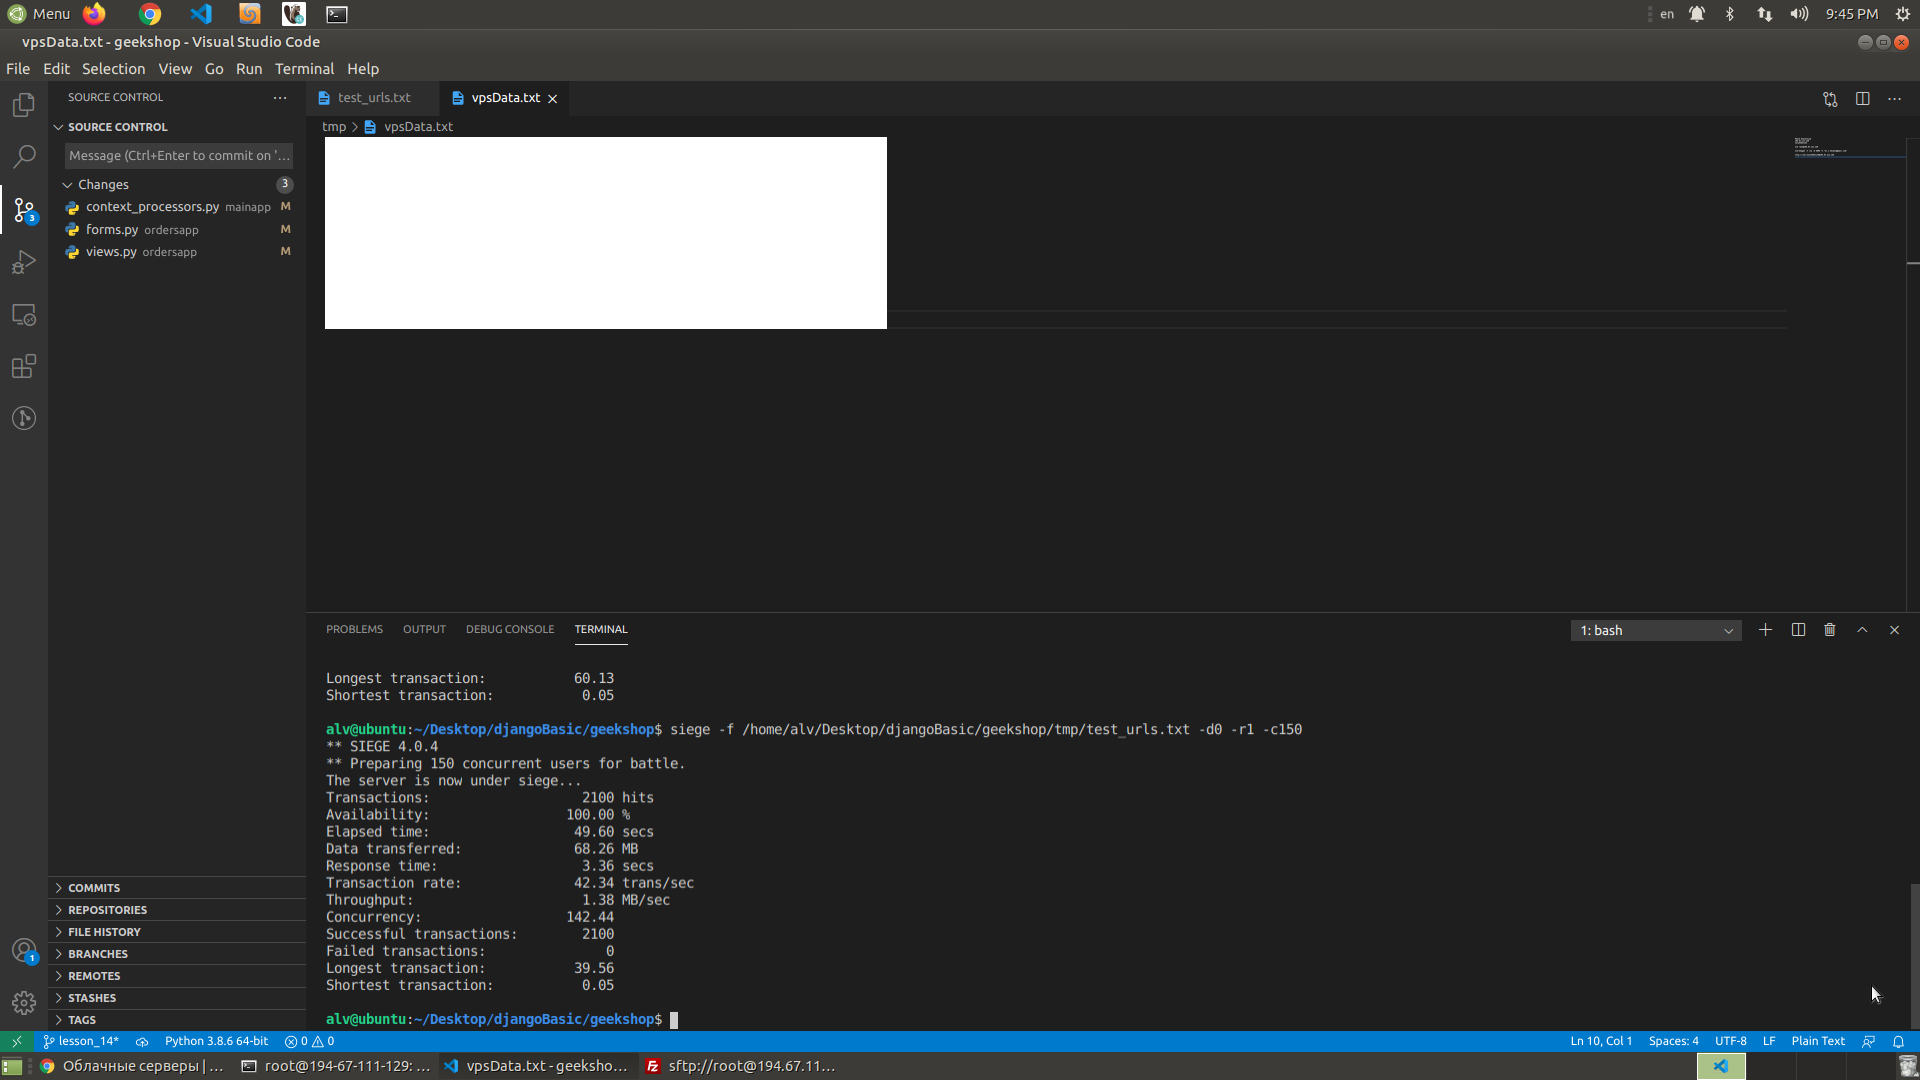 Menu
en
9:45 PM
vpsData.txt - geekshop - Visual Studio Code
File Edit Selection View Go Run Terminal Help
SOURCE CONTROL
test_urls.txt
vpsData.txt
tmp
vpsData.txt
SOURCE CONTROL
Message (Ctrl+Enter to commit on '...
Changes
3
context_processors.py mainapp M
forms.py ordersapp M
views.py ordersapp M
3
PROBLEMS OUTPUT DEBUG CONSOLE TERMINAL
1: bash
Longest transaction: 60.13
Shortest transaction: 0.05
alv@ubuntu:~/Desktop/djangoBasic/geekshop$ siege -f /home/alv/Desktop/djangoBasic/geekshop/tmp/test_urls.txt -d0 -r1 -c150
** SIEGE 4.0.4
** Preparing 150 concurrent users for battle.
The server is now under siege...
Transactions: 2100 hits
Availability: 100.00 %
Elapsed time: 49.60 secs
Data transferred: 68.26 MB
Response time: 3.36 secs
Transaction rate: 42.34 trans/sec
Throughput: 1.38 MB/sec
Concurrency: 142.44
Successful transactions: 2100
Failed transactions: 0
Longest transaction: 39.56
Shortest transaction: 0.05
alv@ubuntu:~/Desktop/djangoBasic/geekshop$
COMMITS
REPOSITORIES
FILE HISTORY
BRANCHES
REMOTES
STASHES
TAGS
1
lesson_14*
Python 3.8.6 64-bit
0
0
Ln 10, Col 1
Spaces: 4
UTF-8
LF
Plain Text
Облачные серверы | ...
root@194-67-111-129: ...
vpsData.txt - geeksho...
sftp://root@194.67.11...